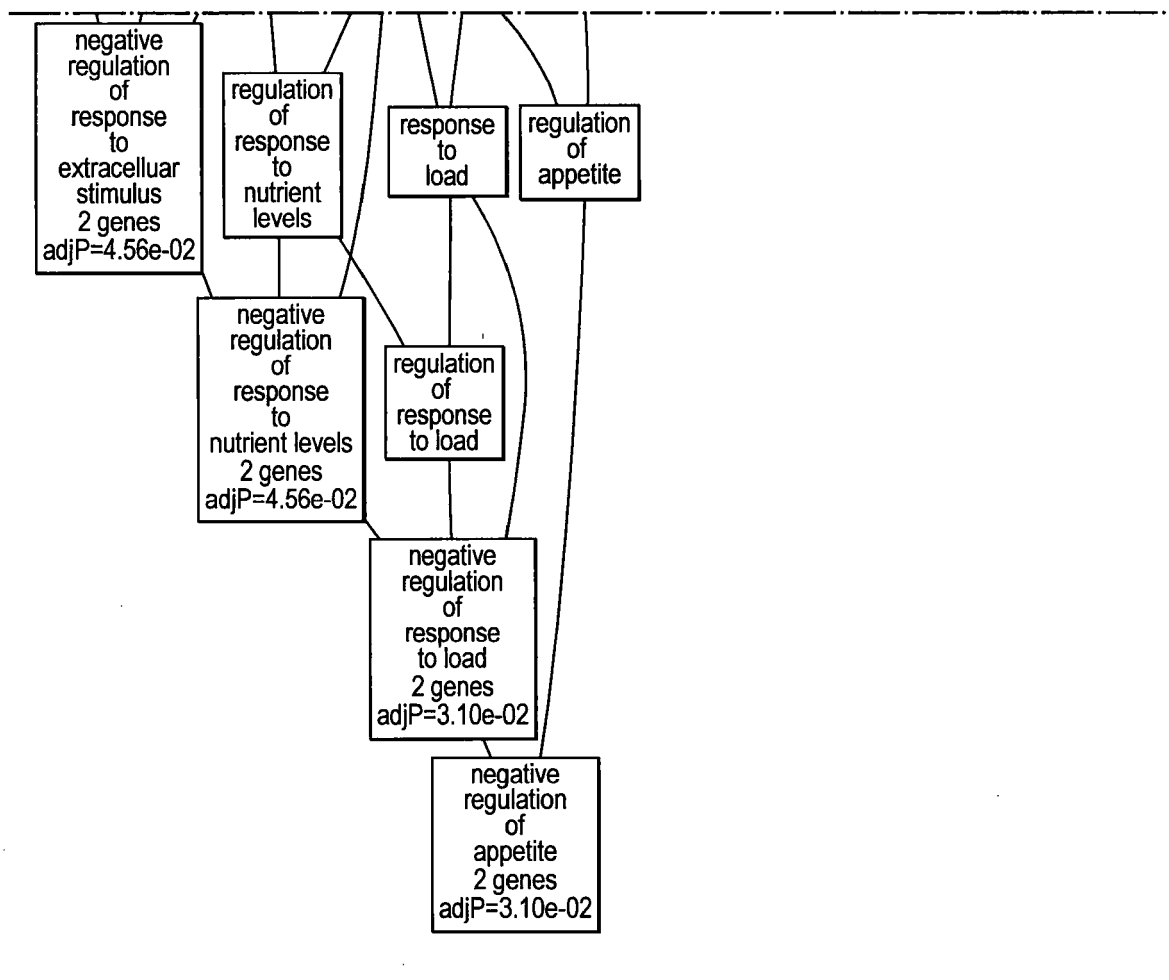 negative
regulation
of
response
to
extracelluar
stimulus
2 genes
adjP=4.56e-02
regulation
of
response
to
nutrient
levels
response
to
load
regulation
of
appetite
negative
regulation
of
response
to
nutrient levels
2 genes
adjP=4.56e-02
regulation
of
response
to load
negative
regulation
of
response
to load
2 genes
adjP=3.10e-02
negative
regulation
of
appetite
2 genes
adjP=3.10e-02